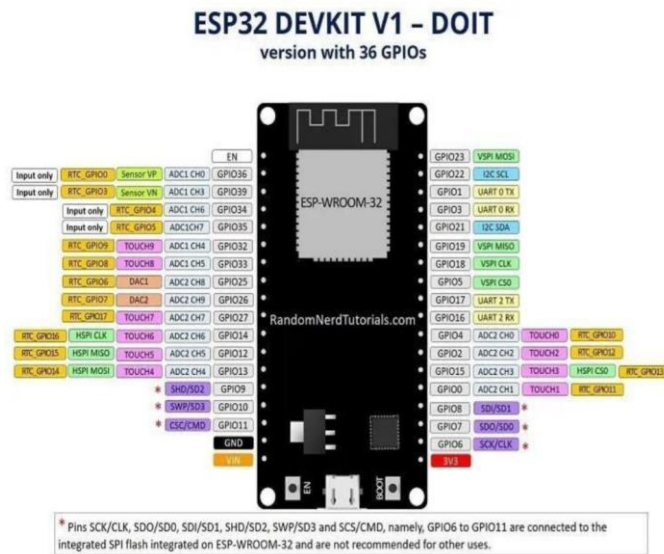 ESP32 DEVKIT V1 – DOIT
version with 36 GPIOs
EN
Input only RTC_GPIO0 Sensor VP ADC1 CH0 GPIO36
Input only RTC_GPIO3 Sensor VN ADC1 CH3 GPIO39
Input only RTC_GPIO4 ADC1 CH6 GPIO34
Input only RTC_GPIO5 ADC1CH7 GPIO35
RTC_GPIO9 TOUCH9 ADC1 CH4 GPIO32
RTC_GPIO8 TOUCH8 ADC1 CH5 GPIO33
RTC_GPIO6 DAC1 ADC2 CH8 GPIO25
RTC_GPIO7 DAC2 ADC2 CH9 GPIO26
RTC_GPIO17 TOUCH7 ADC2 CH7 GPIO27
RTC_GPIO16 HSPI CLK TOUCH6 ADC2 CH6 GPIO14
RTC_GPIO15 HSPI MISO TOUCH5 ADC2 CH5 GPIO12
RTC_GPIO14 HSPI MOSI TOUCH4 ADC2 CH4 GPIO13
* SHD/SD2 GPIO9
* SWP/SD3 GPIO10
* CSC/CMD GPIO11
GND
VIN
ESP-WROOM-32
RandomNerdTutorials.com
EN
BOOT
GPIO23 VSPI MOSI
GPIO22 I2C SCL
GPIO1 UART 0 TX
GPIO3 UART 0 RX
GPIO21 I2C SDA
GPIO19 VSPI MISO
GPIO18 VSPI CLK
GPIO5 VSPI CS0
GPIO17 UART 2 TX
GPIO16 UART 2 RX
GPIO4 ADC2 CH0 TOUCH0 RTC_GPIO10
GPIO2 ADC2 CH2 TOUCH2 RTC_GPIO12
GPIO15 ADC2 CH3 TOUCH3 HSPI CS0 RTC_GPIO13
GPIO0 ADC2 CH1 TOUCH1 RTC_GPIO11
GPIO8 SDI/SD1 *
GPIO7 SDO/SD0 *
GPIO6 SCK/CLK *
3V3
* Pins SCK/CLK, SDO/SD0, SDI/SD1, SHD/SD2, SWP/SD3 and SCS/CMD, namely, GPIO6 to GPIO11 are connected to the
integrated SPI flash integrated on ESP-WROOM-32 and are not recommended for other uses.